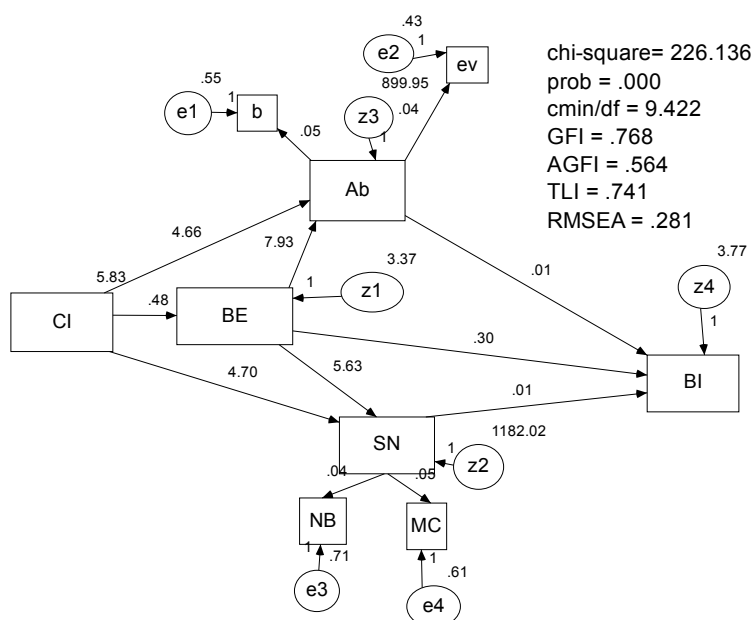 .43
e2
1
ev
chi-square= 226.136
prob = .000
cmin/df = 9.422
GFI = .768
AGFI = .564
TLI = .741
RMSEA = .281
.55
e1
1
b
899.95
z3
1
.04
.05
Ab
4.66
7.93
5.83
3.37
3.77
CI
.48
BE
1
z1
.01
z4
1
.30
BI
4.70
5.63
.01
1182.02
SN
1
z2
.04
.05
NB
MC
1
.71
1
.61
e3
e4